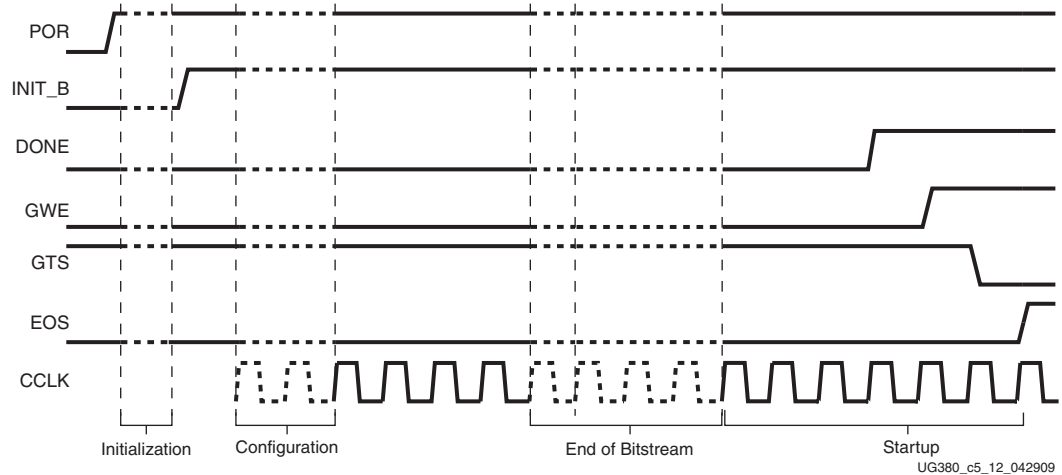 POR
INIT_B
DONE
GWE
GTS
EOS
CCLK
Initialization
Configuration
End of Bitstream
Startup
UG380_c5_12_042909